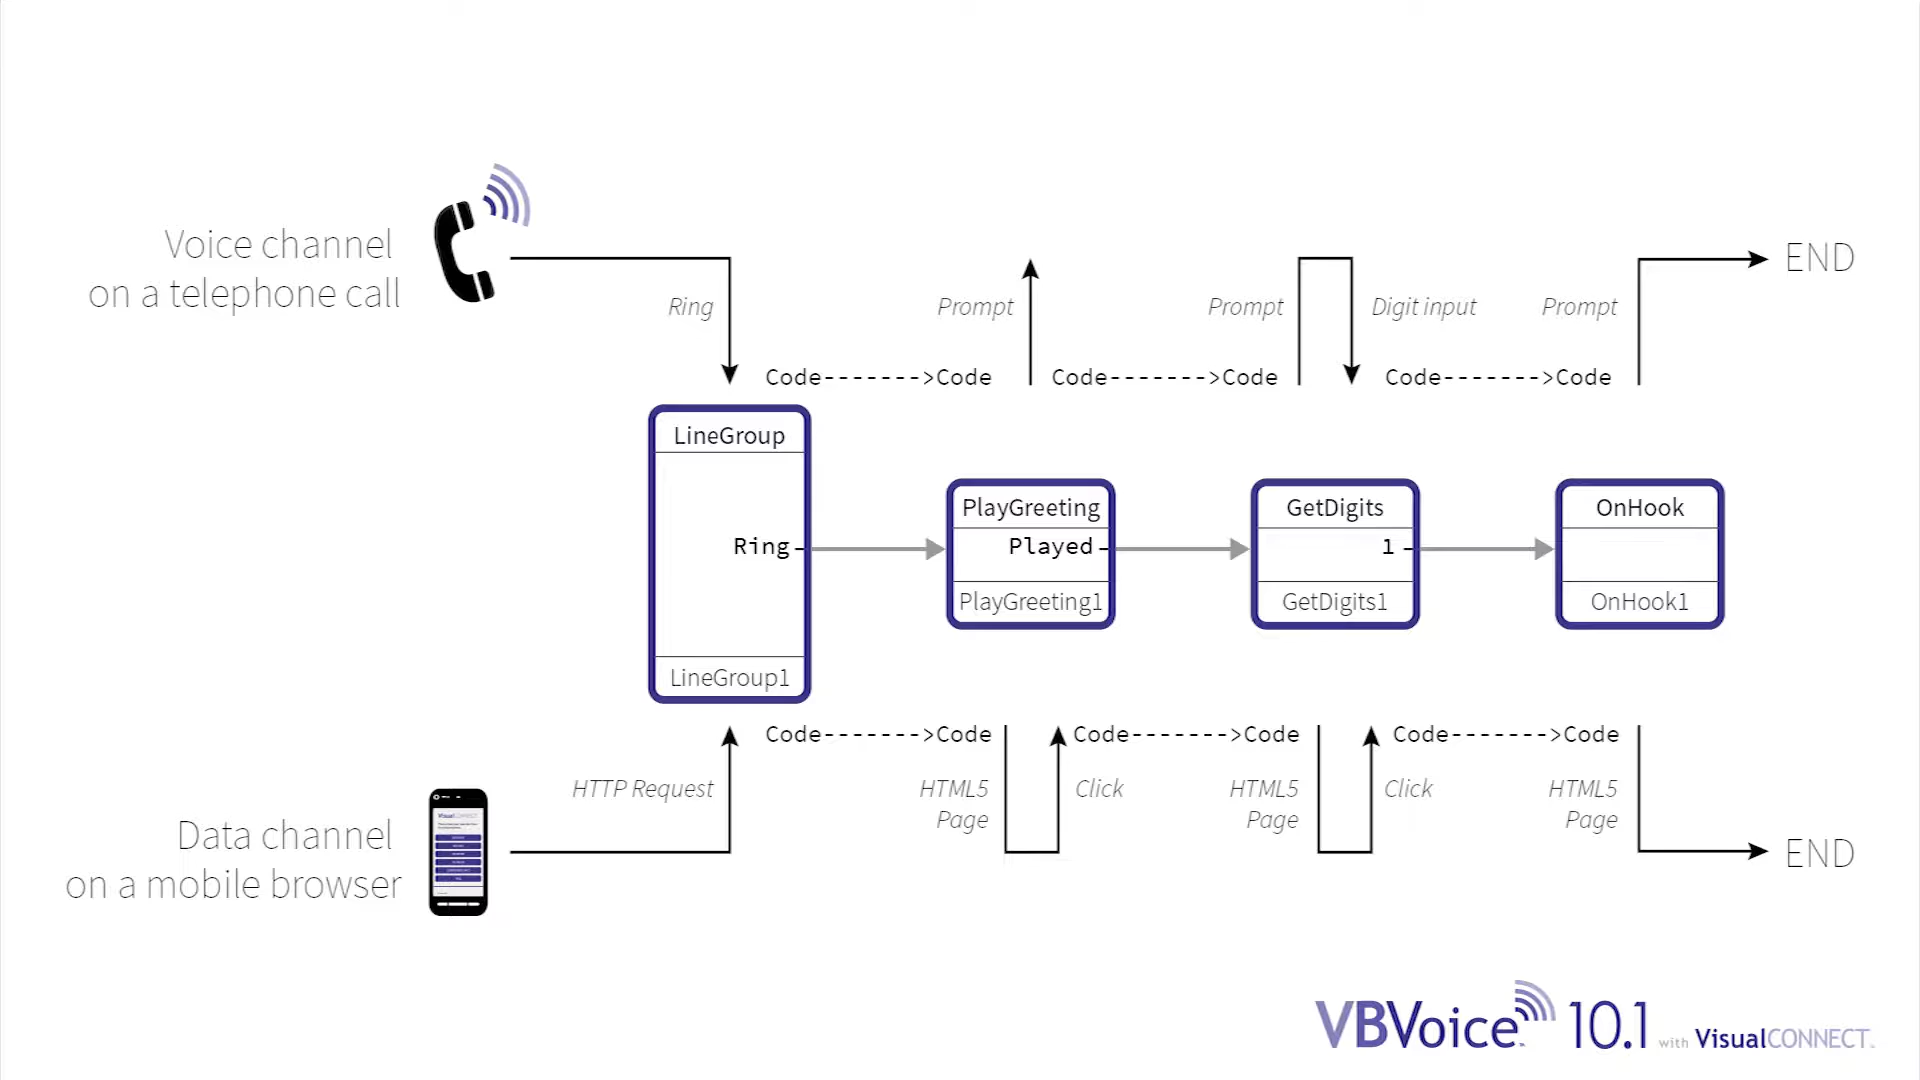 Voice channel
on a telephone call
Ring
Prompt
Prompt
Digit input
Prompt
END
Code------->Code
Code------->Code
Code------->Code
LineGroup
Ring
LineGroup1
PlayGreeting
Played
PlayGreeting1
GetDigits
1
GetDigits1
OnHook
OnHook1
Code------->Code
Code------->Code
Code------->Code
HTTP Request
HTML5
Page
Click
HTML5
Page
Click
HTML5
Page
Data channel
on a mobile browser
VisualCONNECT
END
VBVoice™ 10.1 with VisualCONNECT™